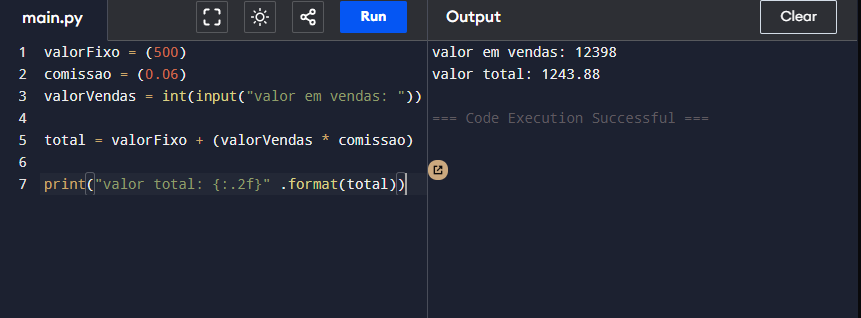 main.py
Run
Output
Clear
1 valorFixo = (500)
2 comissao = (0.06)
3 valorVendas = int(input("valor em vendas: "))
4
5 total = valorFixo + (valorVendas * comissao)
6
7 print("valor total: {:.2f}" .format(total))
valor em vendas: 12398
valor total: 1243.88
=== Code Execution Successful ===